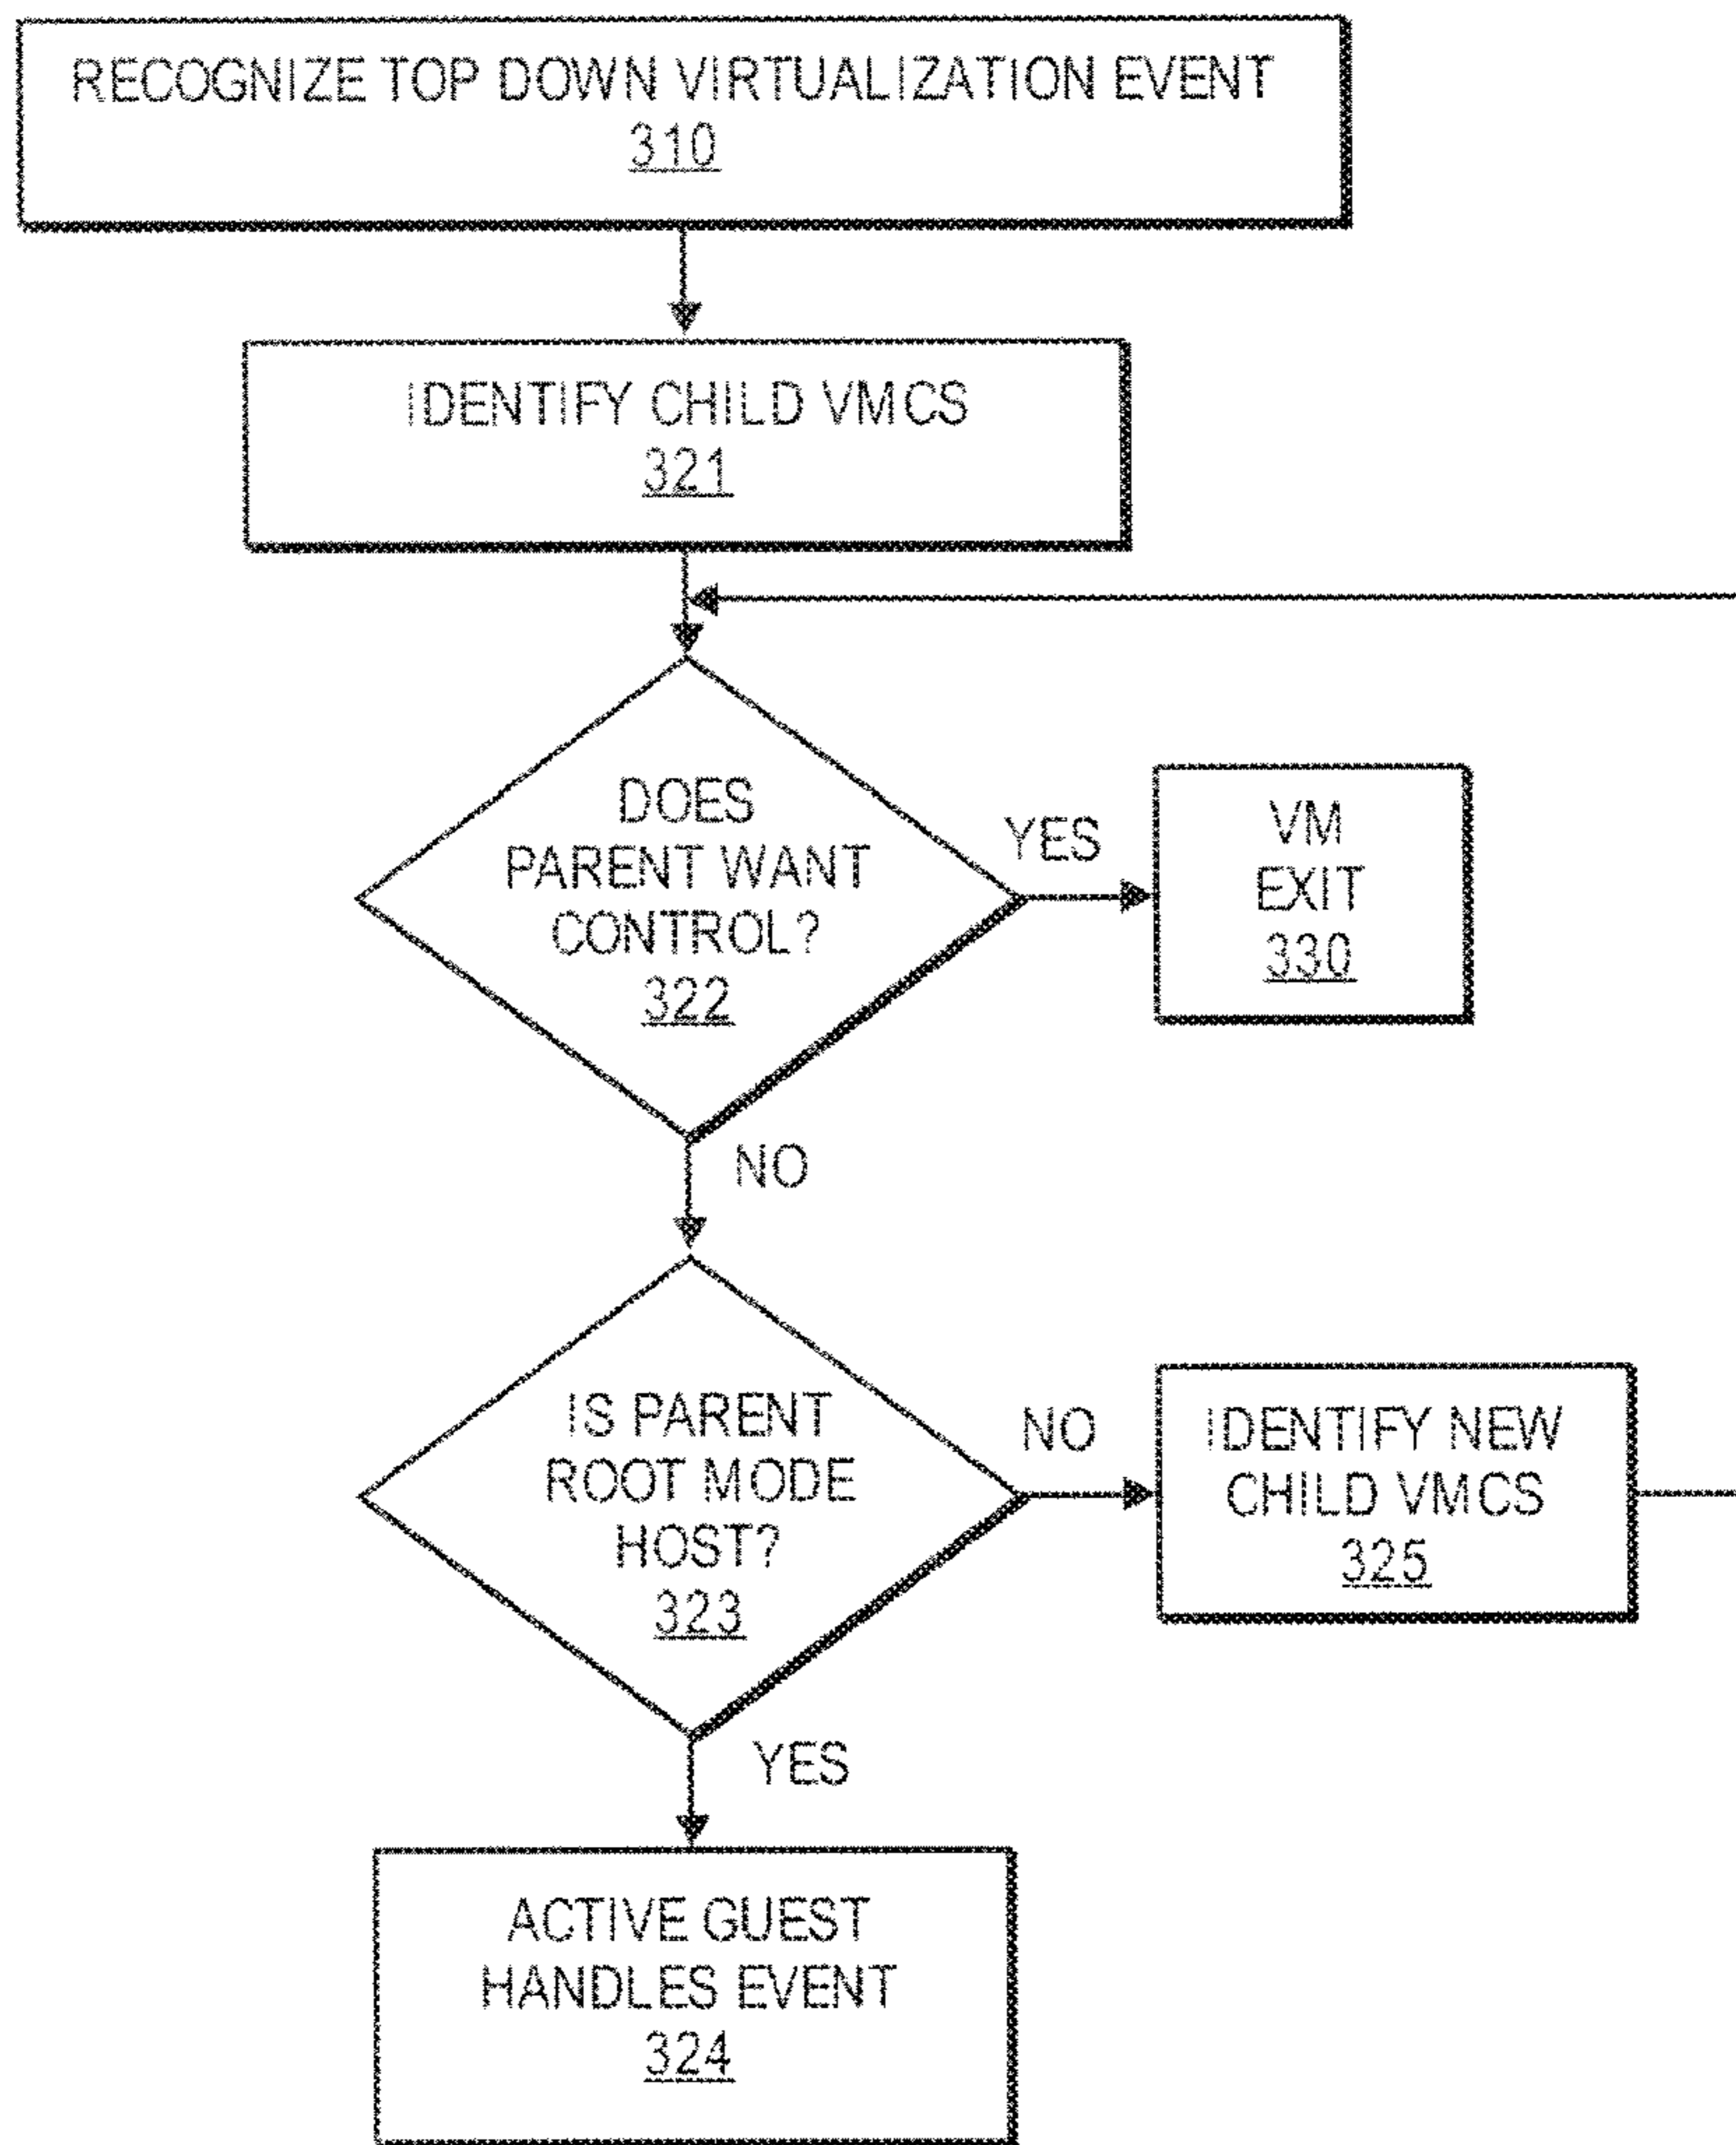 RECOGNIZE TOP DOWN VIRTUALIZATION EVENT
310
IDENTIFY CHILD VMCS
321
DOES
PARENT WANT
CONTROL?
322
YES
VM
EXIT
330
NO
IS PARENT
ROOT MODE
HOST?
323
NO
IDENTIFY NEW
CHILD VMCS
325
YES
ACTIVE GUEST
HANDLES EVENT
324